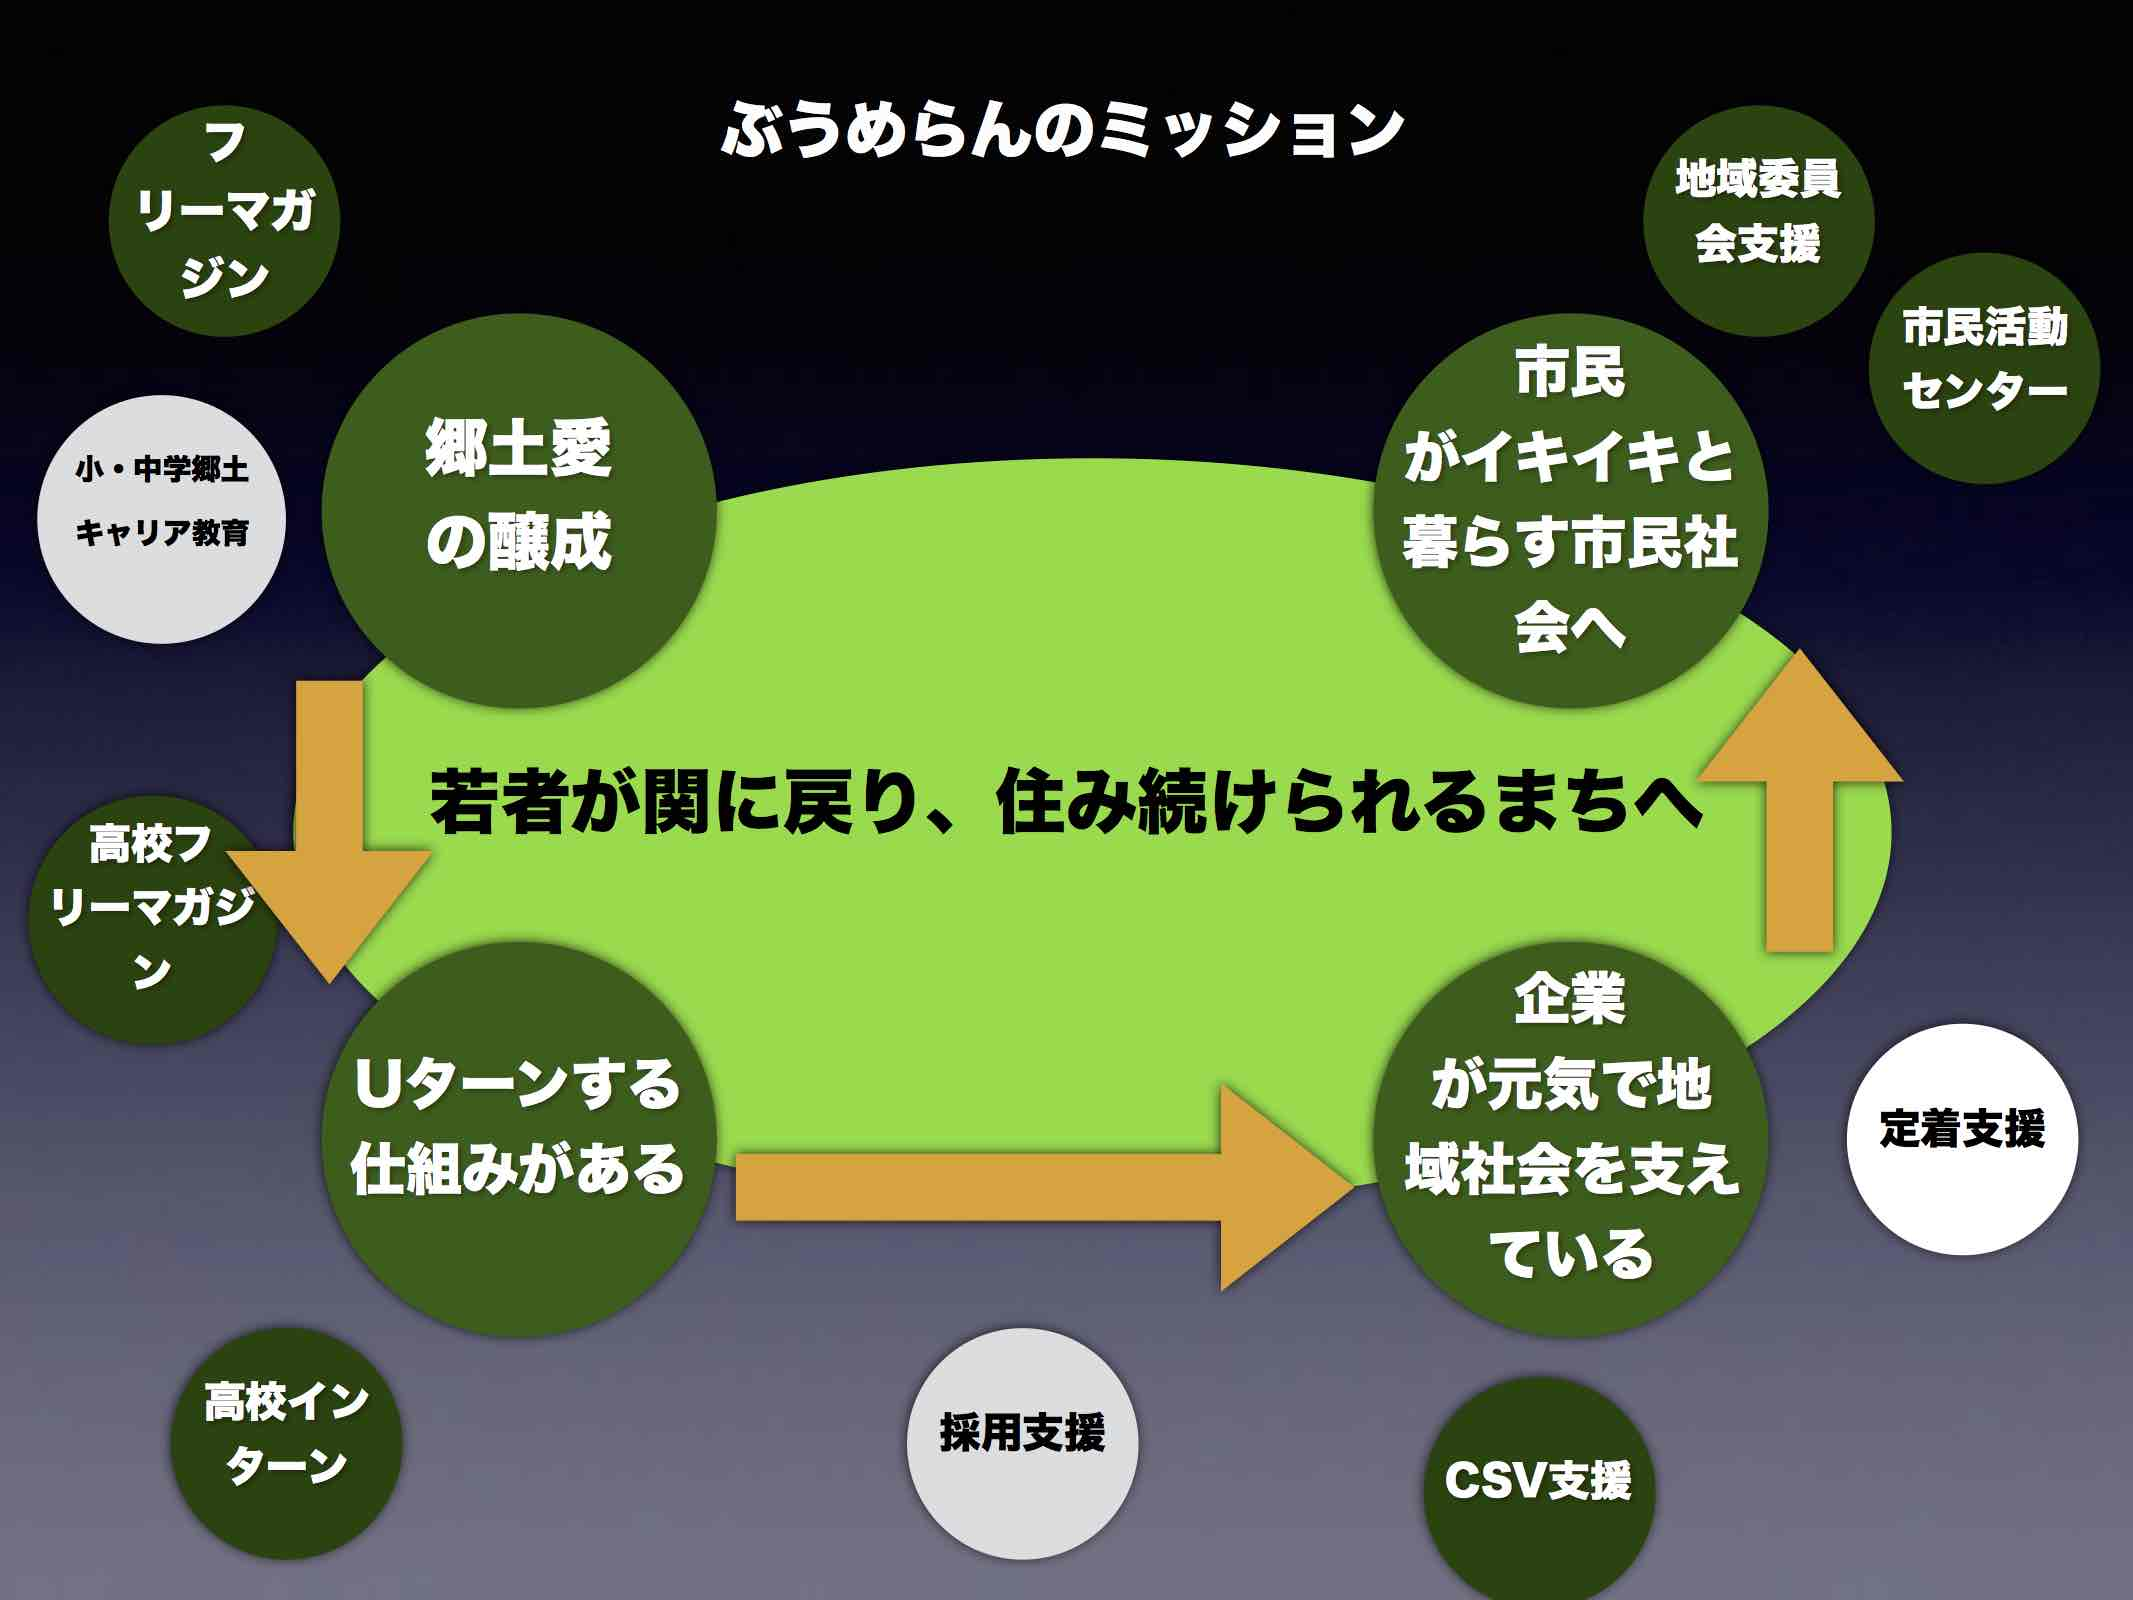 ぶうめらんのミッション
フ
リーマガ
ジン
地域委員
会支援
市民活動
センター
小・中学郷土
キャリア教育
郷土愛
の醸成
市民
がイキイキと
暮らす市民社
会へ
若者が関に戻り、住み続けられるまちへ
高校フ
リーマガジ
ン
Uターンする
仕組みがある
企業
が元気で地
域社会を支え
ている
定着支援
高校イン
ターン
採用支援
CSV支援